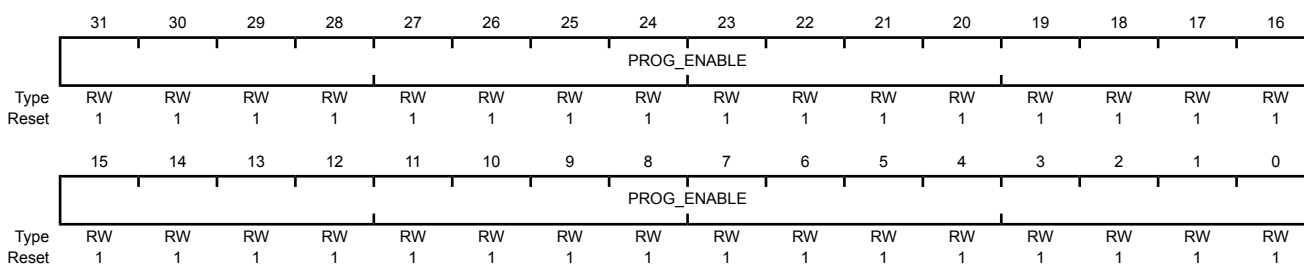 31 30 29 28 27 26 25 24 23 22 21 20 19 18 17 16
PROG_ENABLE
Type RW RW RW RW RW RW RW RW RW RW RW RW RW RW RW RW
Reset 1 1 1 1 1 1 1 1 1 1 1 1 1 1 1 1
15 14 13 12 11 10 9 8 7 6 5 4 3 2 1 0
PROG_ENABLE
Type RW RW RW RW RW RW RW RW RW RW RW RW RW RW RW RW
Reset 1 1 1 1 1 1 1 1 1 1 1 1 1 1 1 1